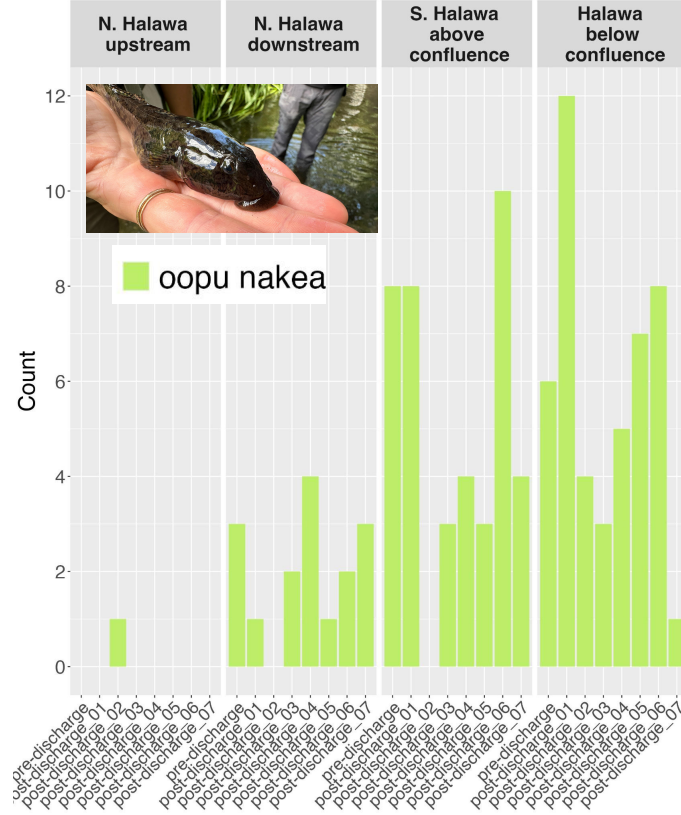 N. Halawa
upstream
N. Halawa
downstream
S. Halawa
above
confluence
Halawa
below
confluence
12
10
8
6
4
2
0
Count
oopu nakea
pre-discharge
post-discharge_01
post-discharge_02
post-discharge_03
post-discharge_04
post-discharge_05
post-discharge_06
post-discharge_07
pre-discharge
post-discharge_01
post-discharge_02
post-discharge_03
post-discharge_04
post-discharge_05
post-discharge_06
post-discharge_07
pre-discharge
post-discharge_01
post-discharge_02
post-discharge_03
post-discharge_04
post-discharge_05
post-discharge_06
post-discharge_07
pre-discharge
post-discharge_01
post-discharge_02
post-discharge_03
post-discharge_04
post-discharge_05
post-discharge_06
post-discharge_07